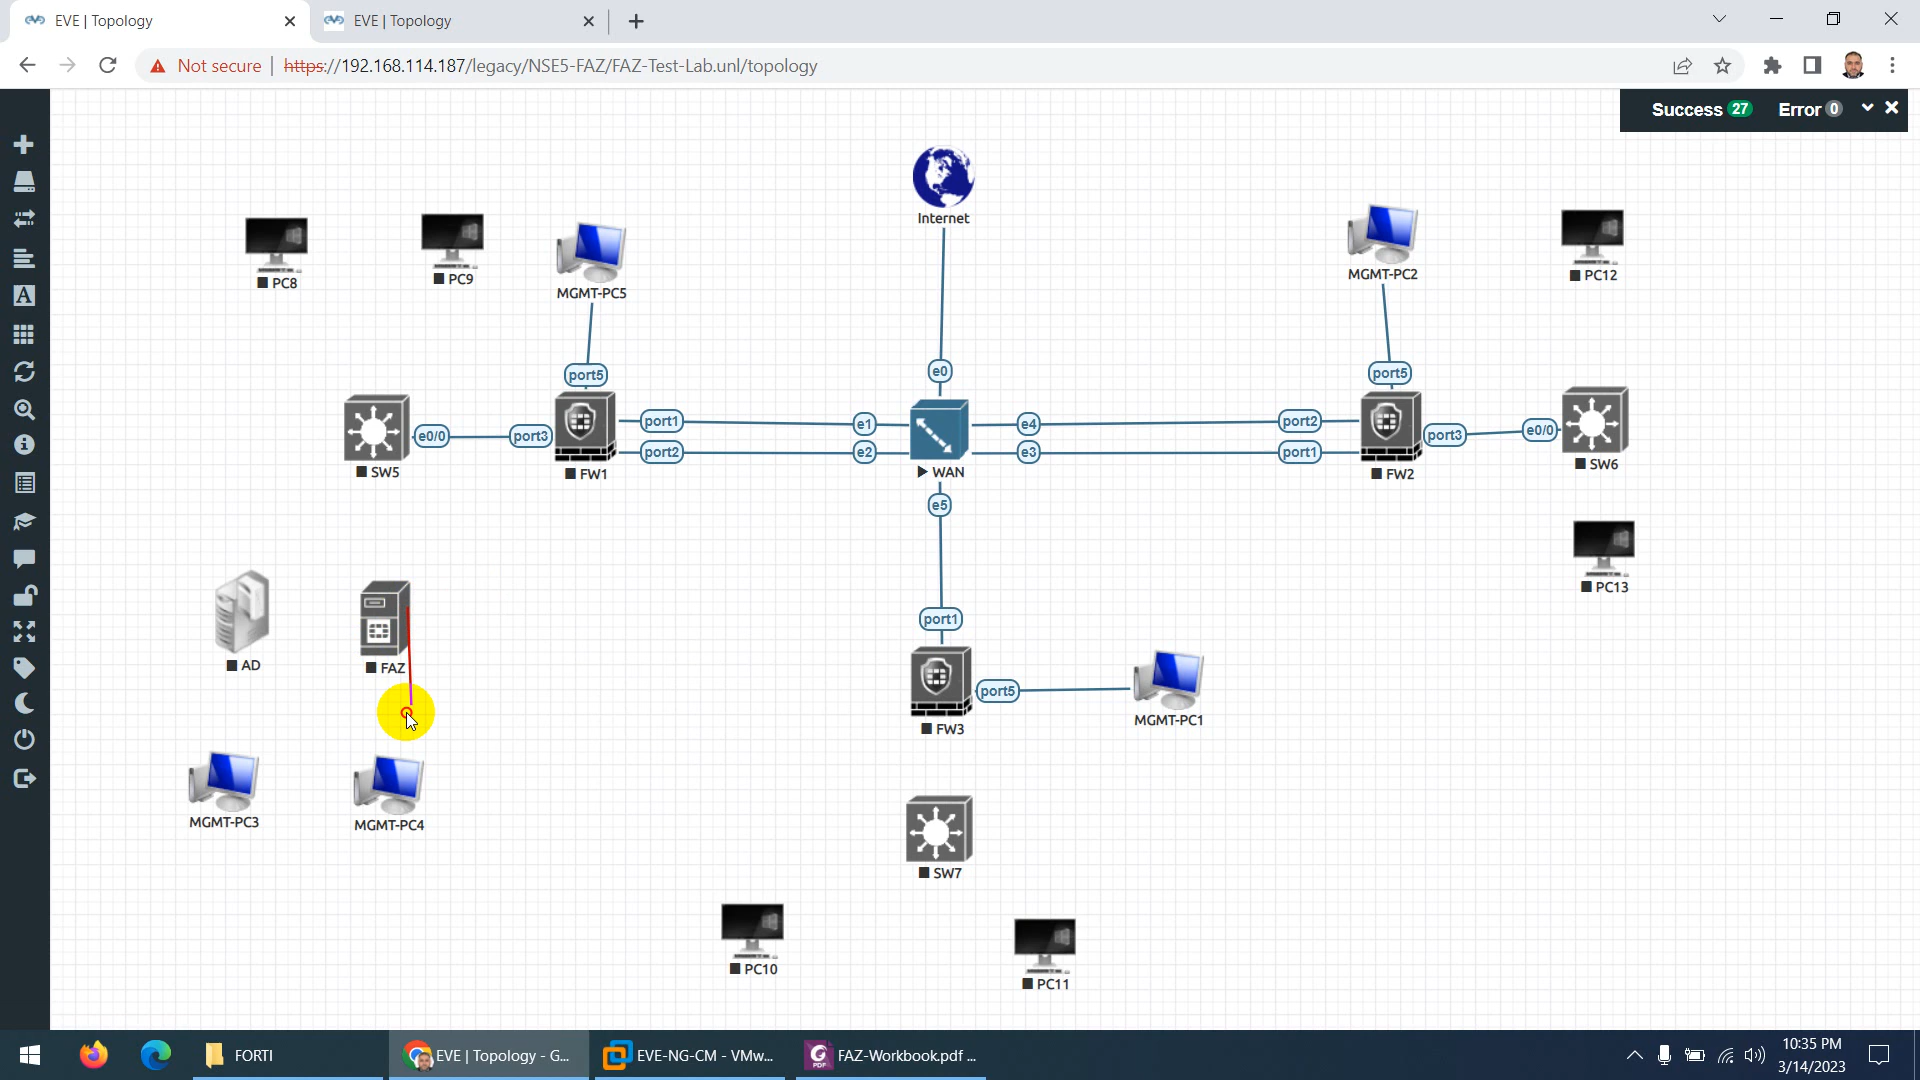 EVE | Topology
EVE | Topology
Not secure | https://192.168.114.187/legacy/NSE5-FAZ/FAZ-Test-Lab.unl/topology
Success 27 Error 0
Internet
PC8
PC9
MGMT-PC5
MGMT-PC2
PC12
port5
e0
port5
SW5
e0/0
port3
FW1
port1
port2
e1
e2
WAN
e4
e3
port2
port1
FW2
port3
e0/0
SW6
e5
PC13
AD
FAZ
port1
FW3
port5
MGMT-PC1
MGMT-PC3
MGMT-PC4
SW7
PC10
PC11
FORTI
EVE | Topology - G...
EVE-NG-CM - VMw...
PDF
FAZ-Workbook.pdf ...
10:35 PM
3/14/2023